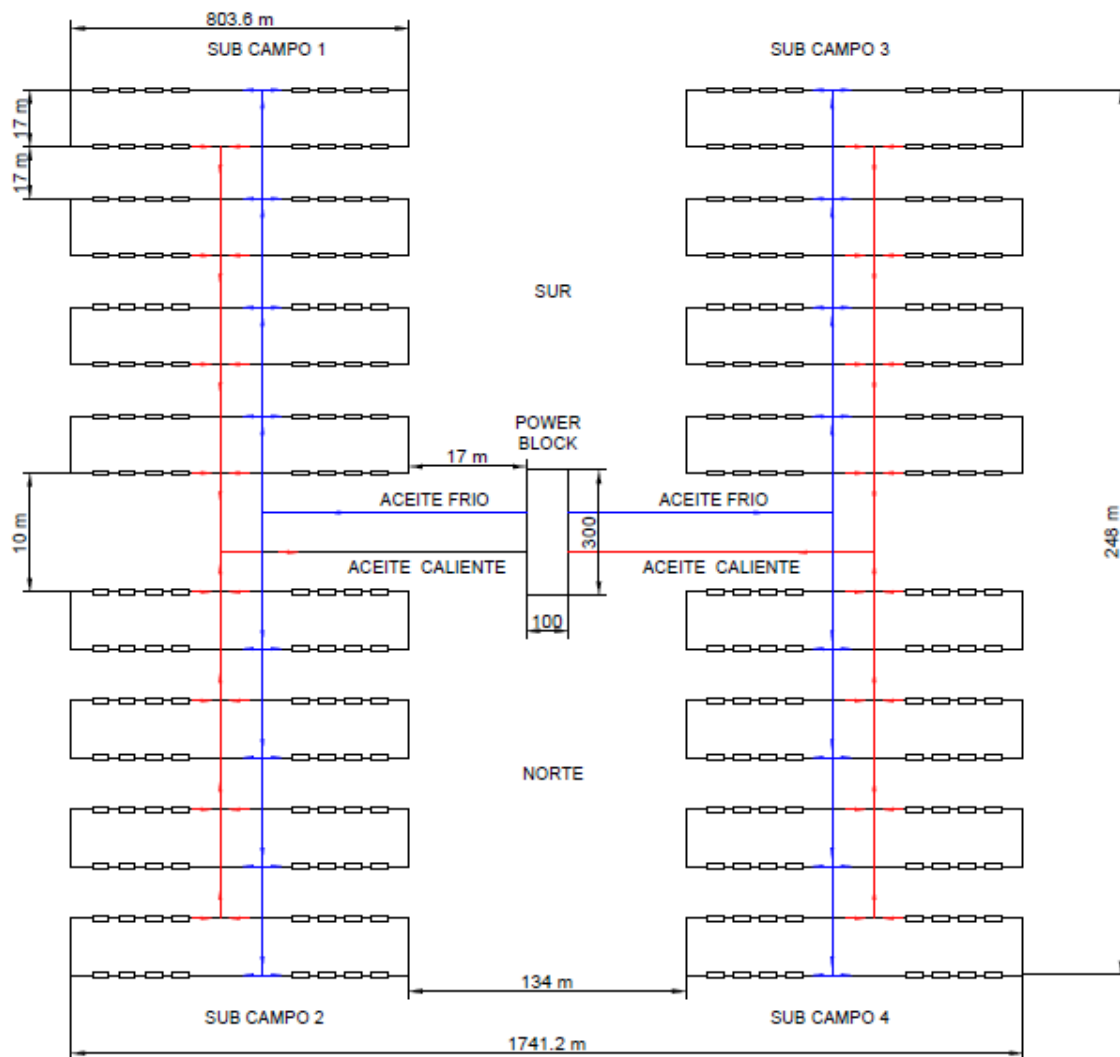 803.6 m
SUB CAMPO 1
SUB CAMPO 3
17 m
17 m
SUR
POWER
BLOCK
17 m
ACEITE FRIO
ACEITE FRIO
10 m
300
248 m
ACEITE CALIENTE
ACEITE CALIENTE
100
NORTE
134 m
SUB CAMPO 2
SUB CAMPO 4
1741.2 m